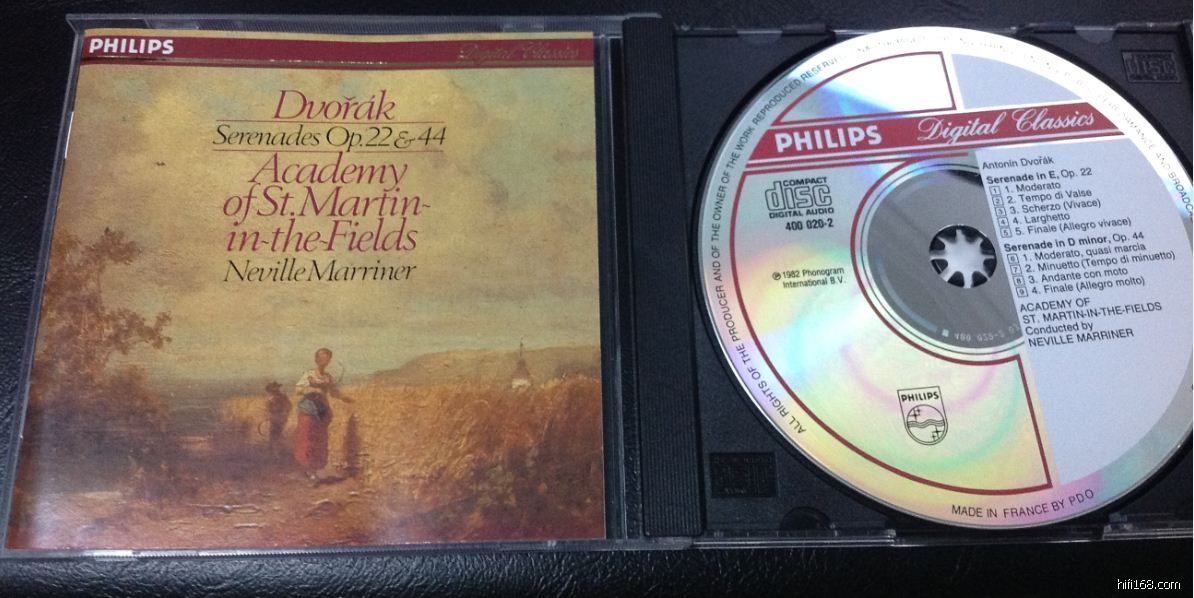 PHILIPS
Digital Classics
Dvořák
Serenades Op. 22 & 44
Academy
of St. Martin-
in-the-Fields
Neville Marriner
PHILIPS
Digital Classics
COMPACT
disc
DIGITAL AUDIO
400 020-2
℗ 1982 Phonogram
International B.V.
Antonín Dvořák
Serenade in E, Op. 22
1 1. Moderato
2 2. Tempo di Valse
3 3. Scherzo (Vivace)
4 4. Larghetto
5 5. Finale (Allegro vivace)
Serenade in D minor, Op. 44
6 1. Moderato, quasi marcia
7 2. Minuetto (Tempo di minuetto)
8 3. Andante con moto
9 4. Finale (Allegro molto)
ACADEMY OF
ST. MARTIN-IN-THE-FIELDS
Conducted by
NEVILLE MARRINER
PHILIPS
ALL RIGHTS OF THE PRODUCER AND OF THE OWNER OF THE WORK REPRODUCED RESERVED
PERFORMANCE AND BROADC
MADE IN FRANCE BY PDO
disc
hifi168.com